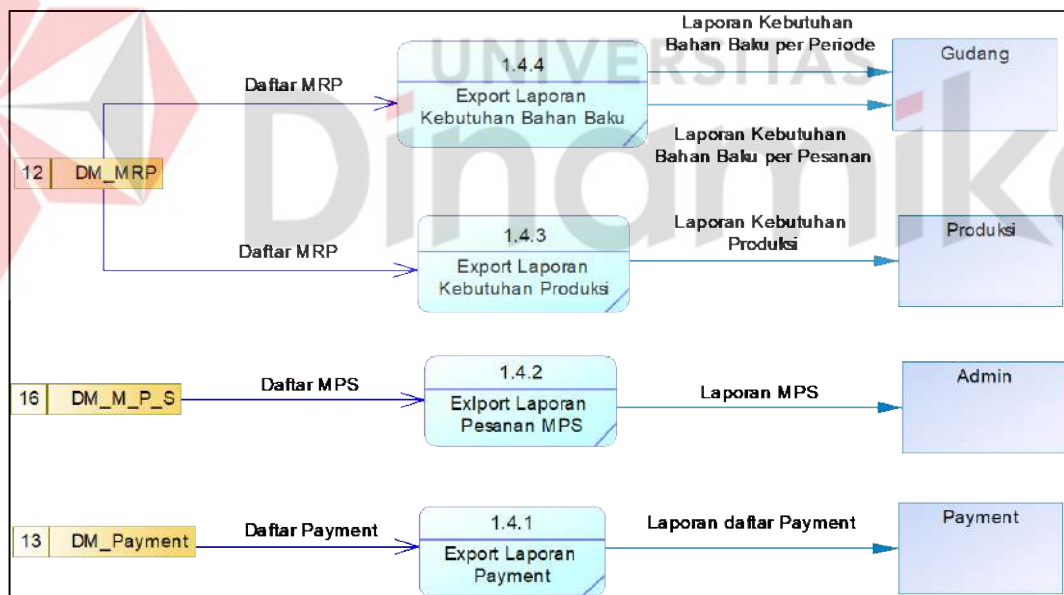 UNIVERSITAS
Dinamika
Laporan Kebutuhan
Bahan Baku per Periode
Gudang
1.4.4
Daftar MRP
Export Laporan
Kebutuhan Bahan Baku
Laporan Kebutuhan
Bahan Baku per Pesanan
12 DM_MRP
Laporan Kebutuhan
Produksi
Produksi
1.4.3
Daftar MRP
Export Laporan
Kebutuhan Produksi
1.4.2
Admin
Daftar MPS
Laporan MPS
16 DM_M_P_S
Exlport Laporan
Pesanan MPS
1.4.1
Payment
Daftar Payment
Laporan daftar Payment
13 DM_Payment
Export Laporan
Payment